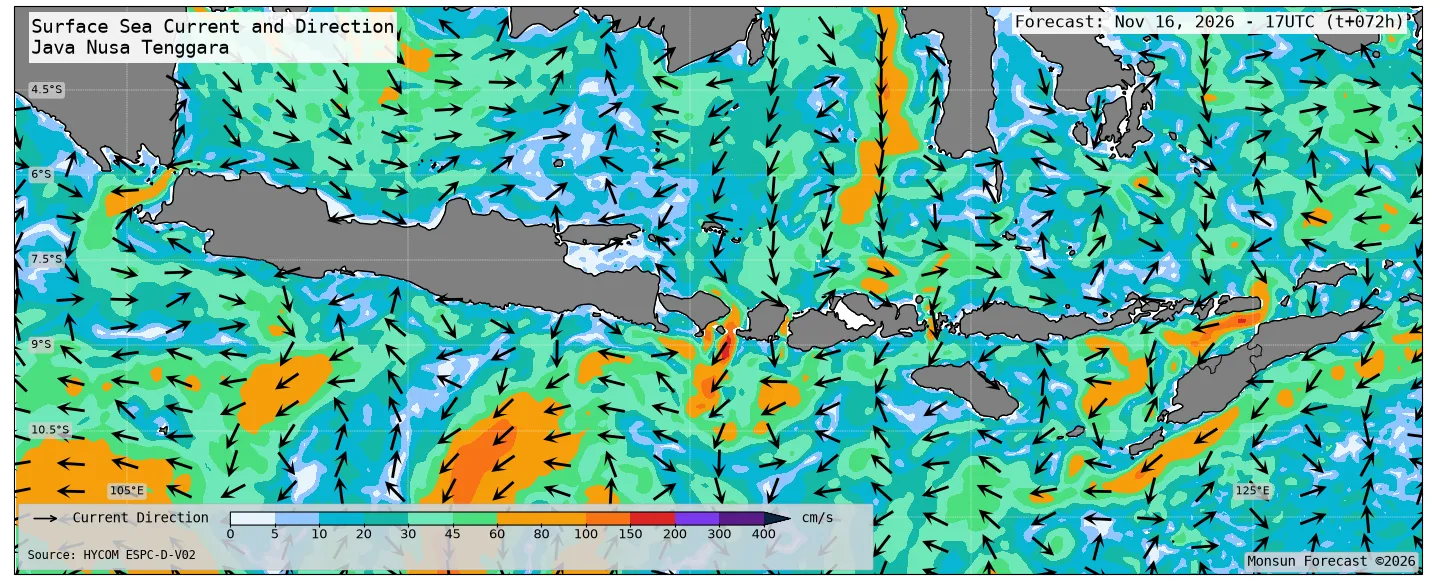 Surface Sea Current and Direction
Java Nusa Tenggara
Forecast: Nov 16, 2026 - 17UTC (t+072h)
4.5°S
6°S
7.5°S
9°S
10.5°S
105°E
125°E
Current Direction
0 5 10 20 30 45 60 80 100 150 200 300 400 cm/s
Source: HYCOM ESPC-D-V02
Monsun Forecast ©2026